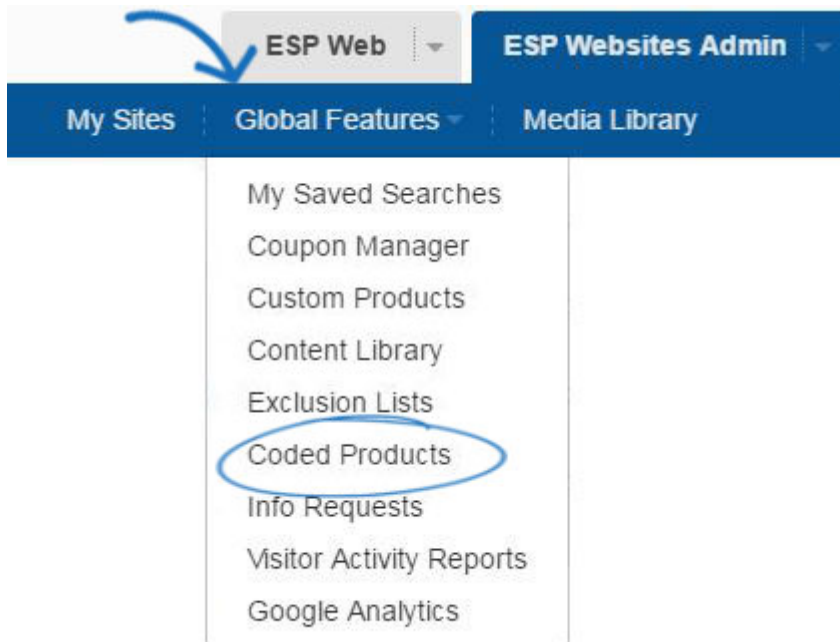 ESP Web ESP Websites Admin
My Sites Global Features Media Library
My Saved Searches
Coupon Manager
Custom Products
Content Library
Exclusion Lists
Coded Products
Info Requests
Visitor Activity Reports
Google Analytics